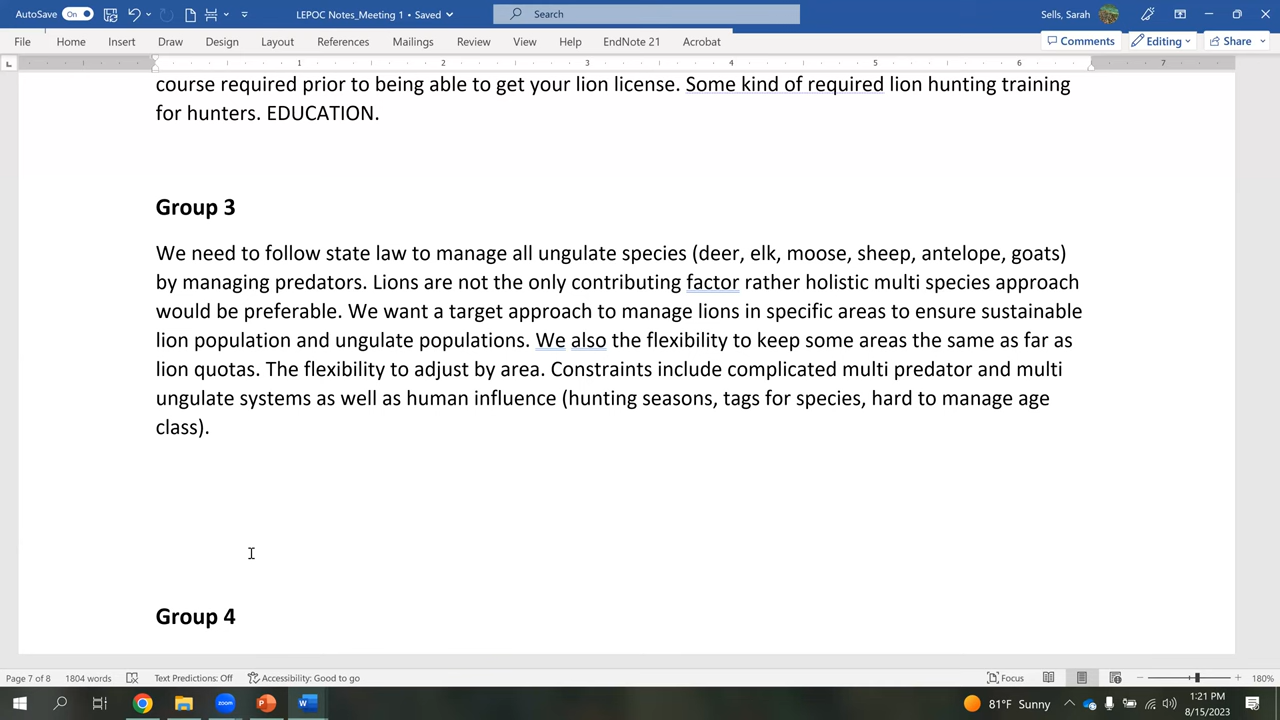 AutoSave On LEPOC Notes_Meeting 1 • Saved Search Sells, Sarah
File Home Insert Draw Design Layout References Mailings Review View Help EndNote 21 Acrobat Comments Editing Share
1 2 3 4 5 6 7
course required prior to being able to get your lion license. Some kind of required lion hunting training
for hunters. EDUCATION.
Group 3
We need to follow state law to manage all ungulate species (deer, elk, moose, sheep, antelope, goats)
by managing predators. Lions are not the only contributing factor rather holistic multi species approach
would be preferable. We want a target approach to manage lions in specific areas to ensure sustainable
lion population and ungulate populations. We also the flexibility to keep some areas the same as far as
lion quotas. The flexibility to adjust by area. Constraints include complicated multi predator and multi
ungulate systems as well as human influence (hunting seasons, tags for species, hard to manage age
class).
Group 4
Page 7 of 8 1804 words Text Predictions: Off Accessibility: Good to go Focus 180%
zoom 81°F Sunny 1:21 PM
8/15/2023